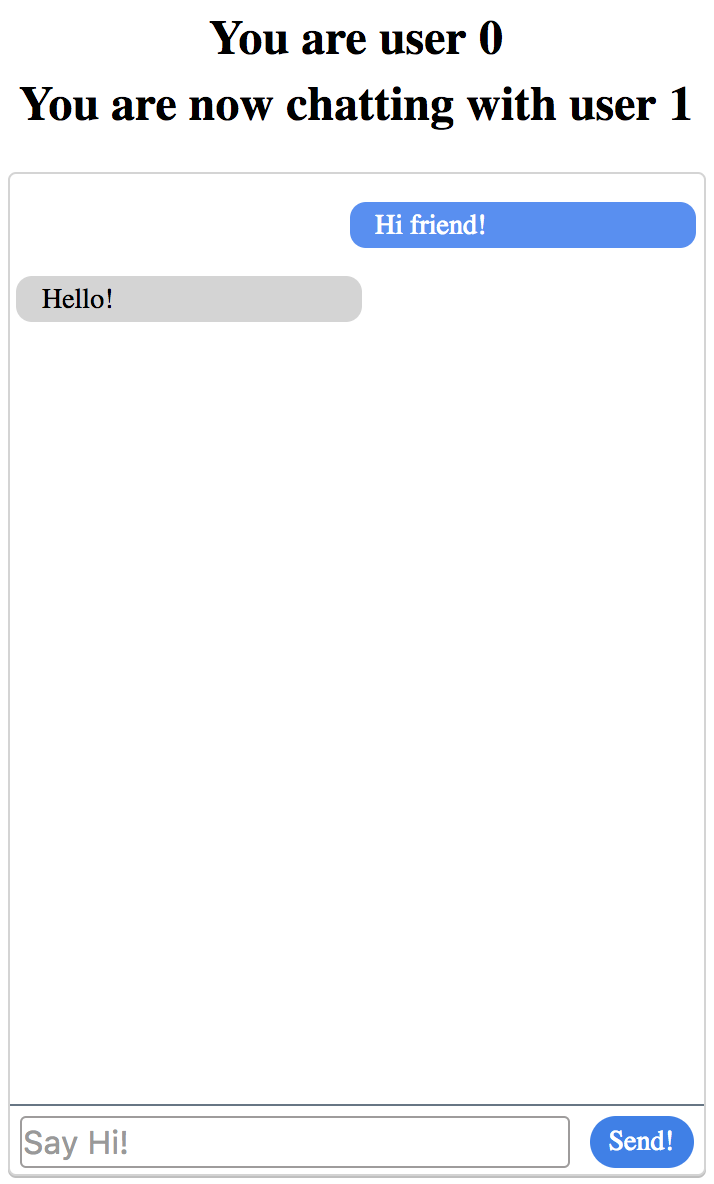 You are user 0
You are now chatting with user 1
Hi friend!
Hello!
Say Hi!
Send!